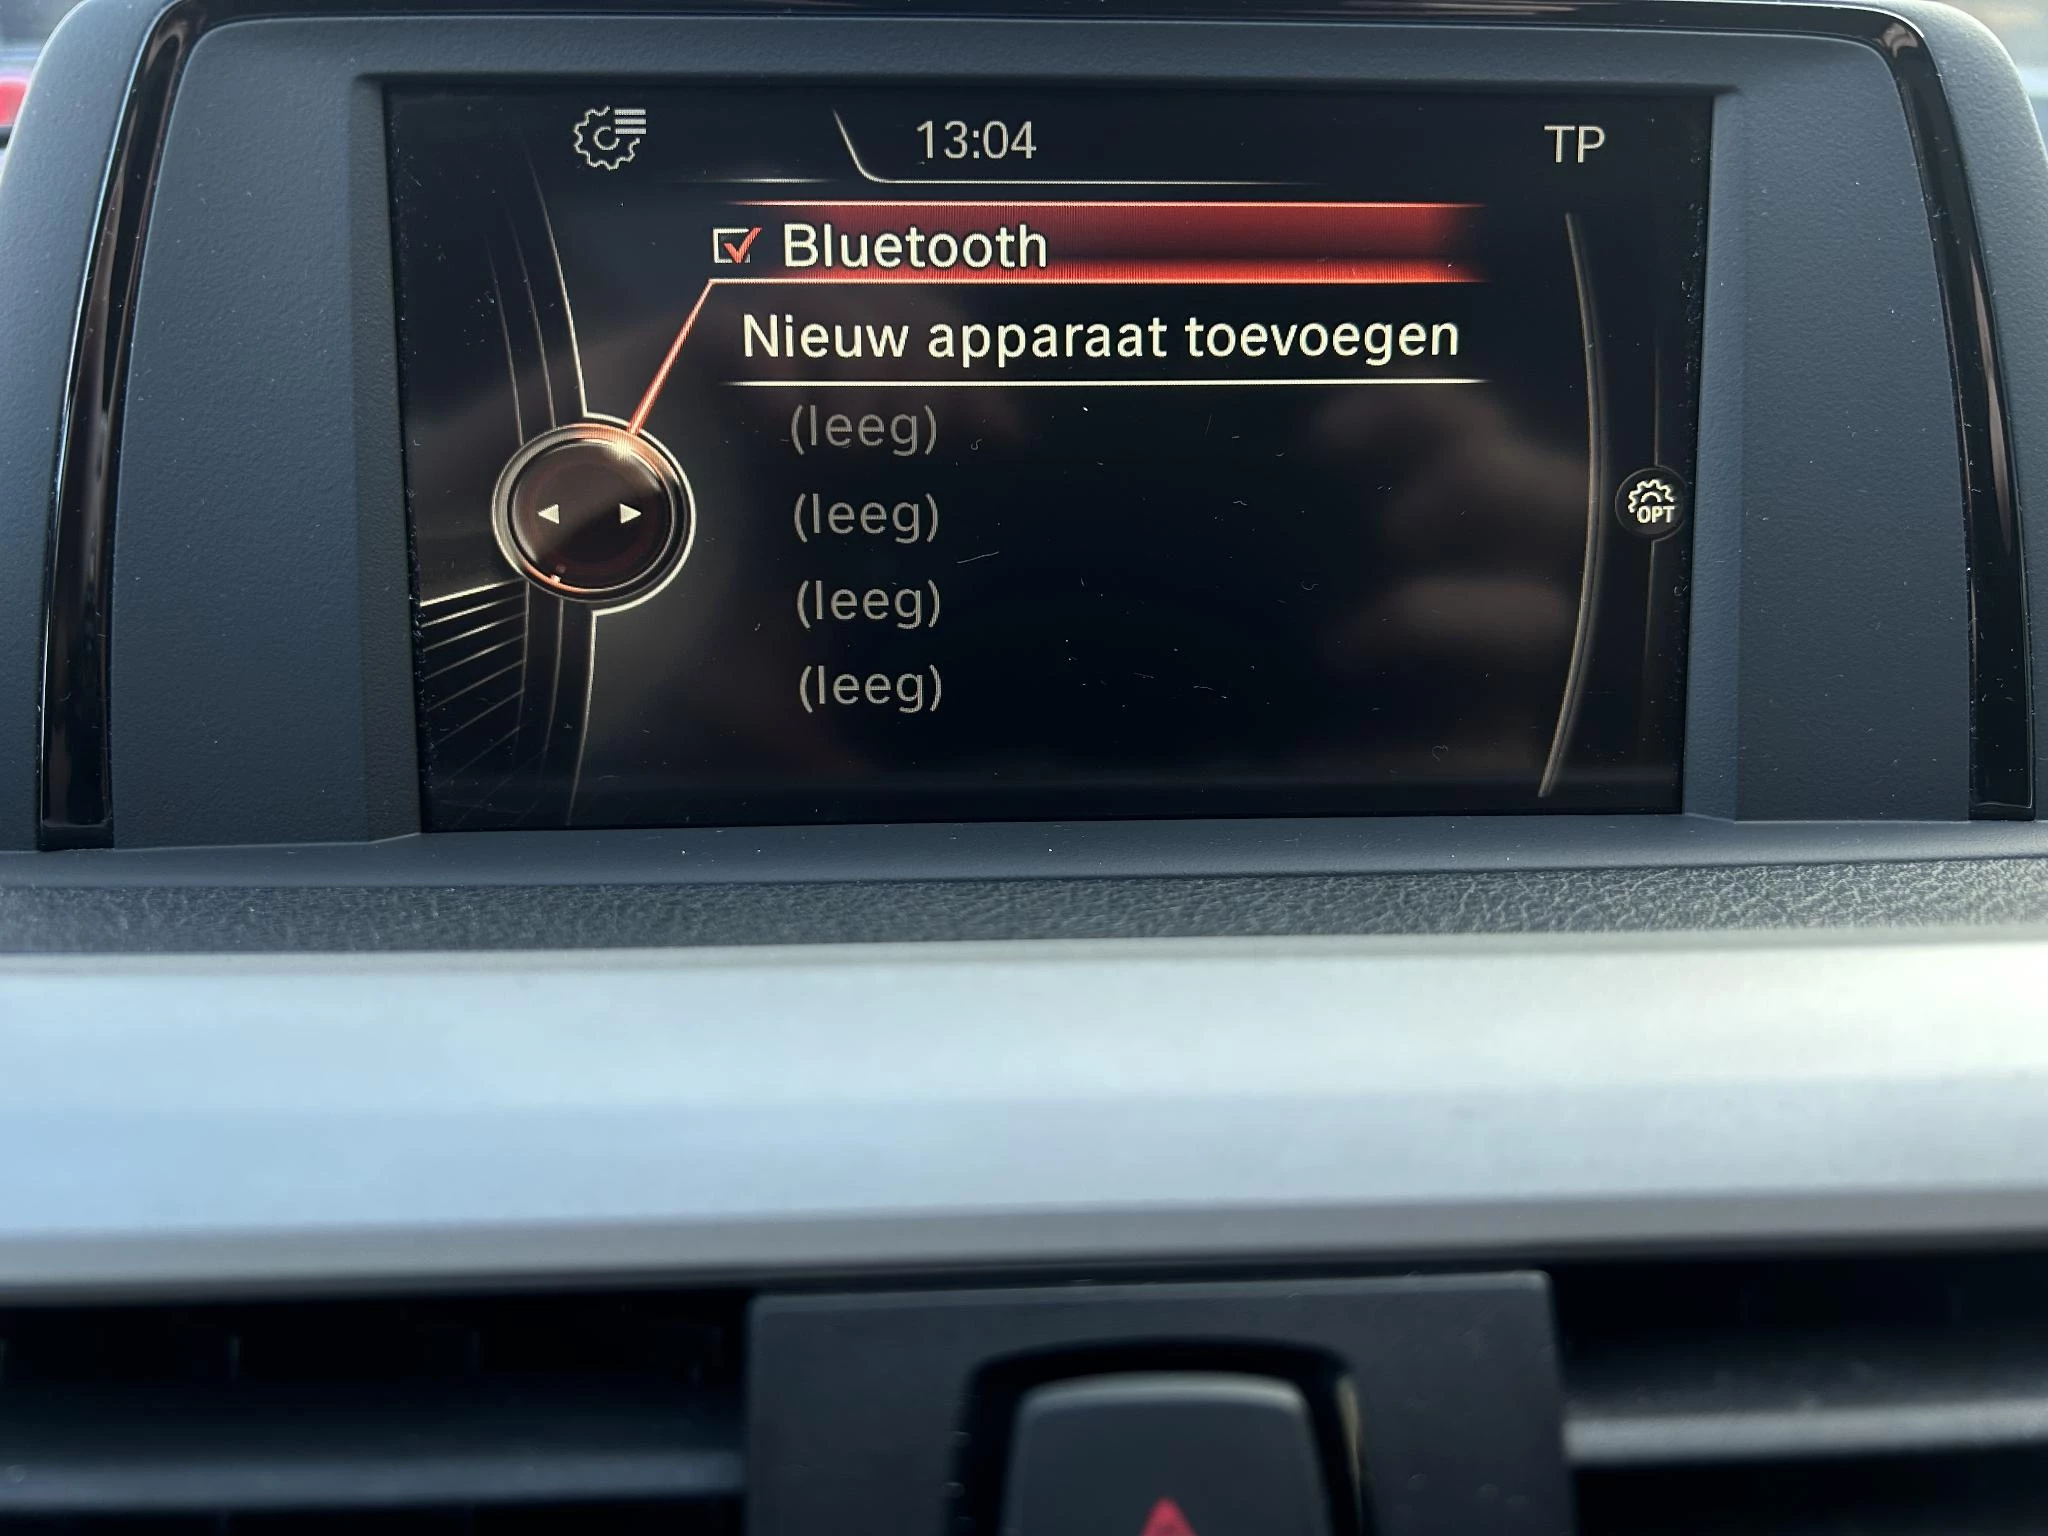 13:04
TP
Bluetooth
Nieuw apparaat toevoegen
(leeg)
(leeg)
OPT
(leeg)
(leeg)